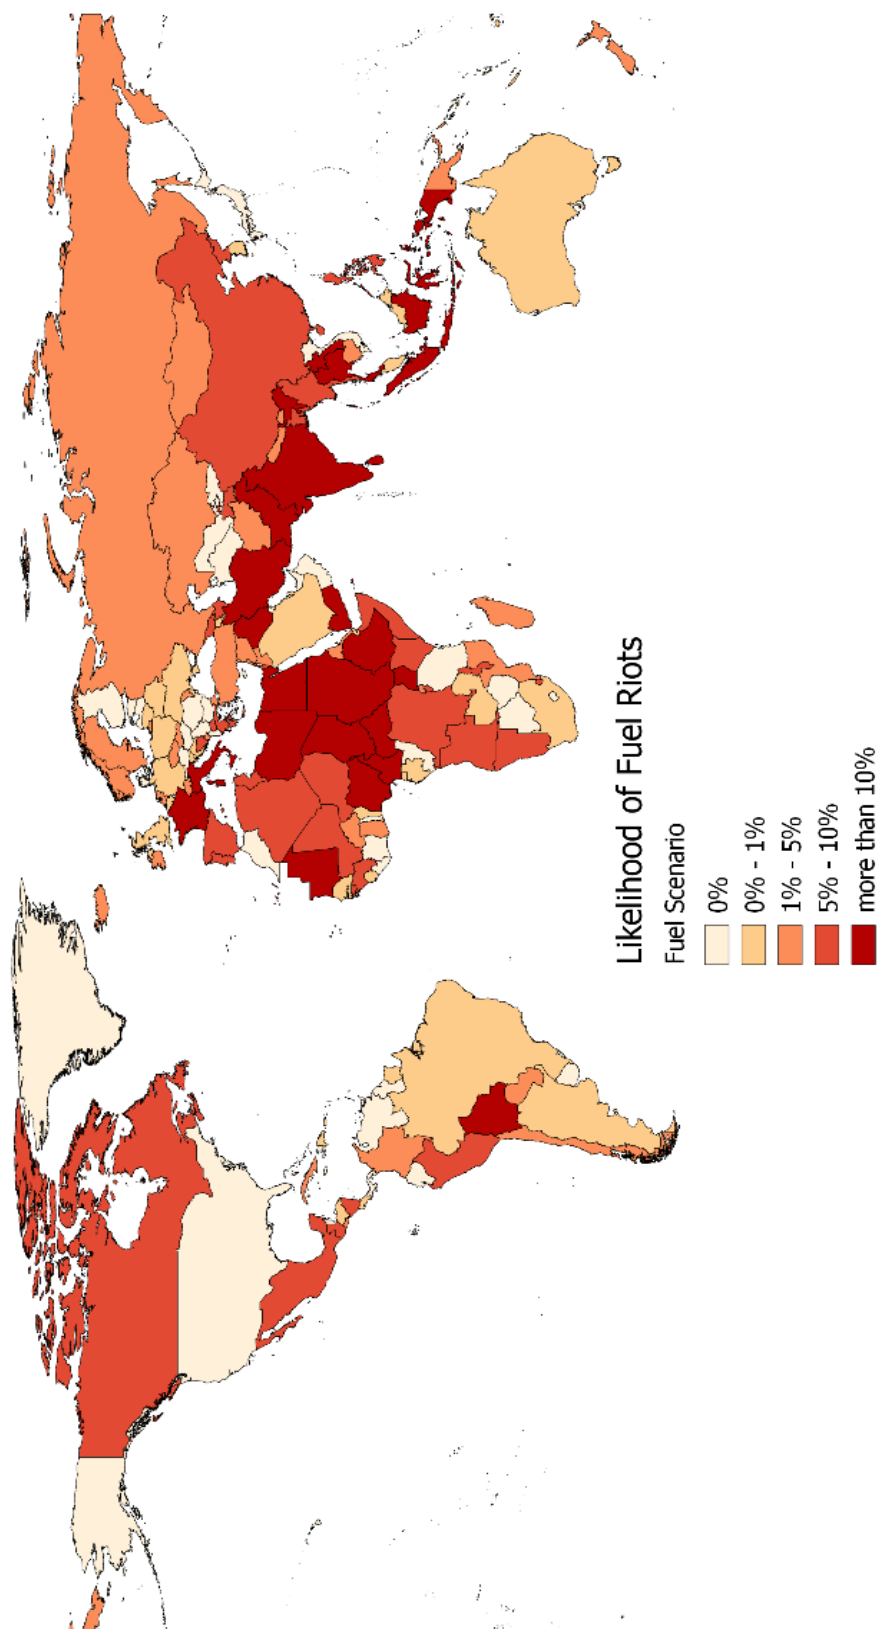 Likelihood of Fuel Riots
Fuel Scenario
0%
0% - 1%
1% - 5%
5% - 10%
more than 10%